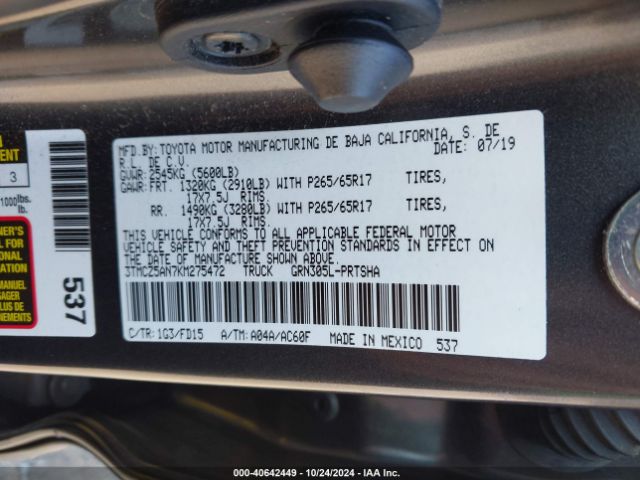 MFD.BY:TOYOTA MOTOR MANUFACTURING DE BAJA CALIFORNIA, S. DE
R.L. DE C.V. DATE: 07/19
GVWR:2545KG (5600LB)
GAWR:FRT. 1320KG (2910LB) WITH P265/65R17 TIRES,
17X7.5J RIMS.
RR. 1490KG (3280LB) WITH P265/65R17 TIRES,
17X7.5J RIMS.
THIS VEHICLE CONFORMS TO ALL APPLICABLE FEDERAL MOTOR
VEHICLE SAFETY AND THEFT PREVENTION STANDARDS IN EFFECT ON
THE DATE OF MANUFACTURE SHOWN ABOVE.
3TMCZ5AN7KM275472 TRUCK GRN305L-PRTSHA
C/TR:1G3/FD15 A/TM:A04A/AC60F MADE IN MEXICO 537
3
1000lbs.
lb.
MANUEL
537
000-40642449 - 10/24/2024 - IAA Inc.